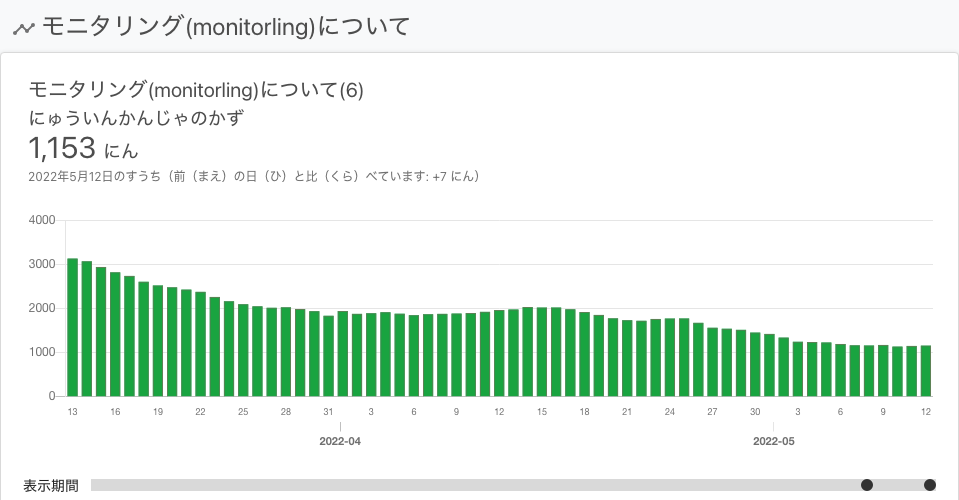 モニタリング(monitorling)について
モニタリング(monitorling)について(6)
にゅういんかんじゃのかず
1,153 にん
2022年5月12日のすうち（前（まえ）の日（ひ）と比（くら）べています: +7 にん）
4000
3000
2000
1000
0
13 16 19 22 25 28 31 3 6 9 12 15 18 21 24 27 30 3 6 9 12
2022-04 2022-05
表示期間